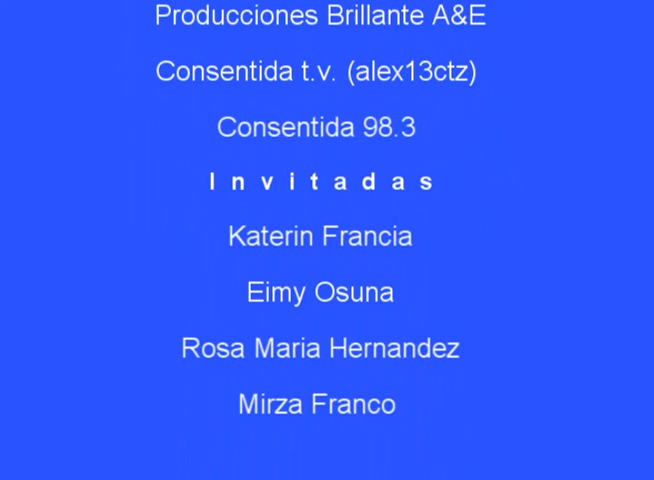 Producciones Brillante A&E
Consentida t.v. (alex13ctz)
Consentida 98.3
I n v i t a d a s
Katerin Francia
Eimy Osuna
Rosa Maria Hernandez
Mirza Franco